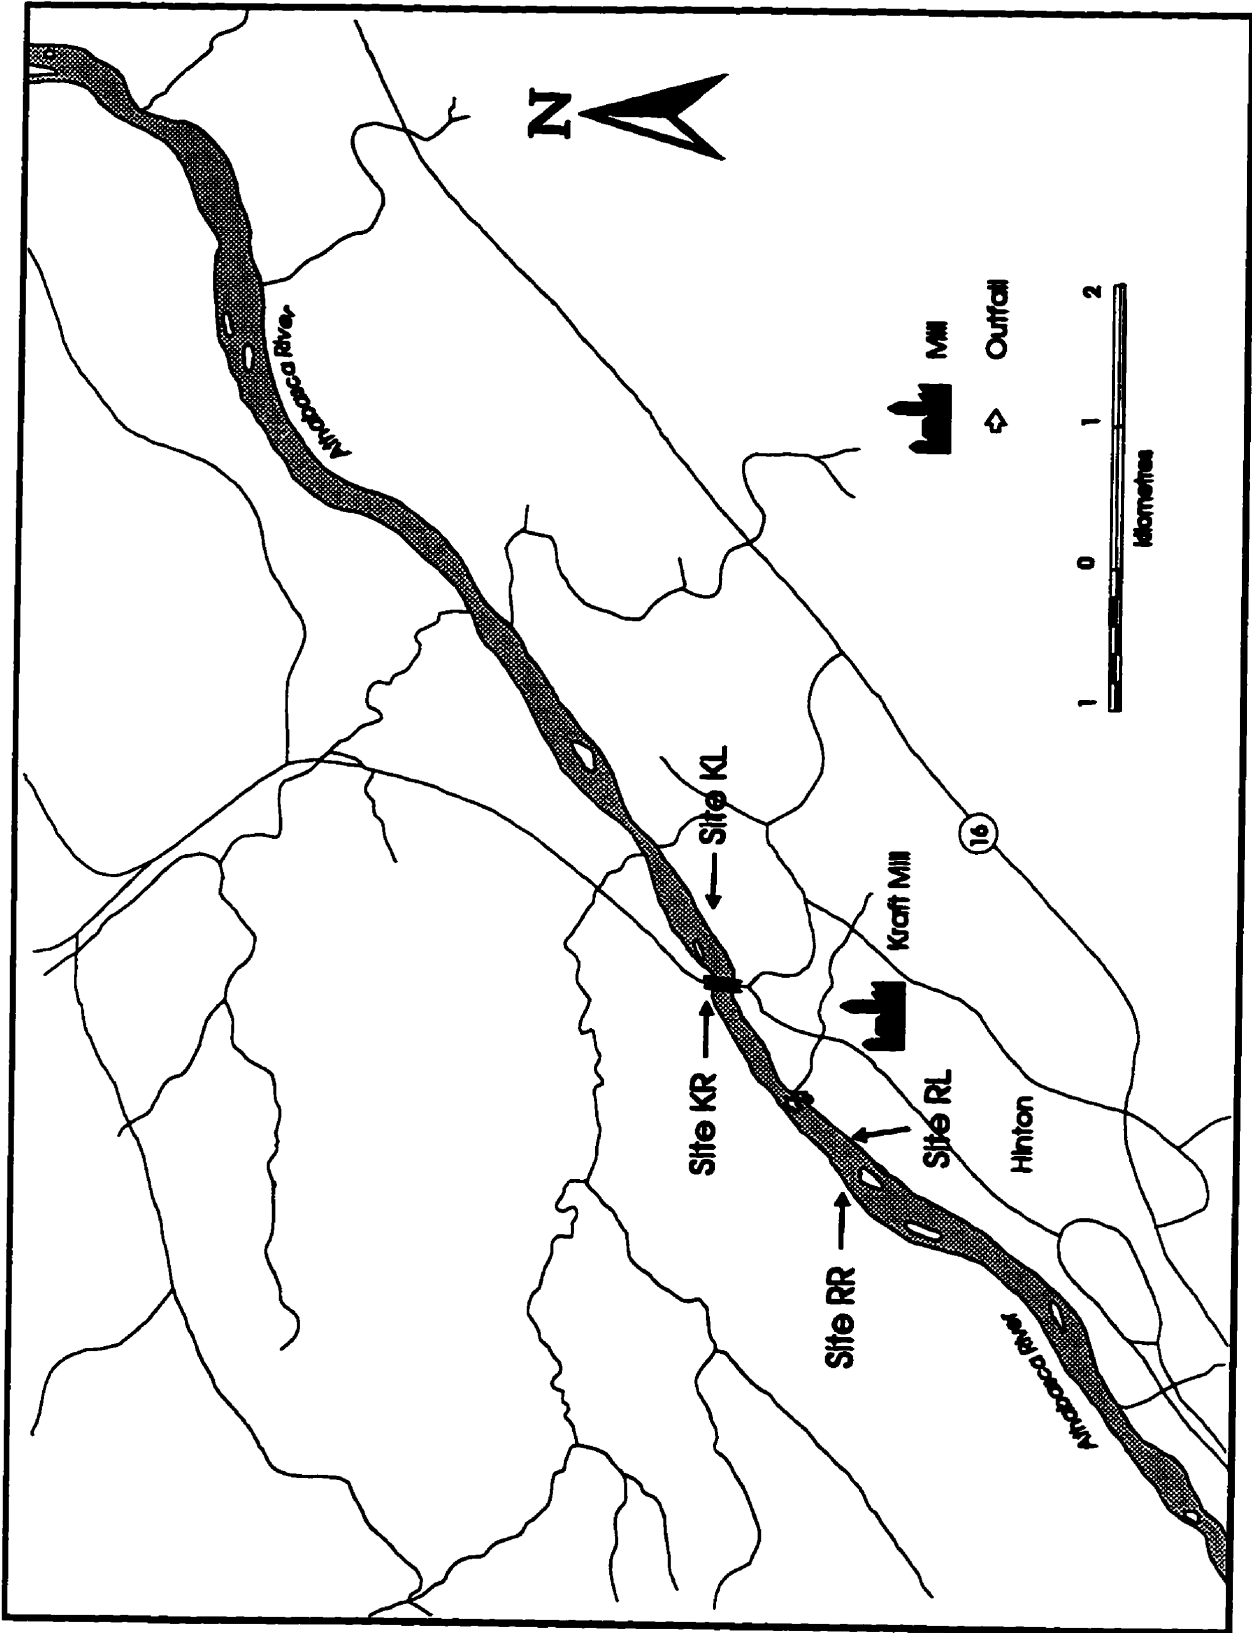 N
Athabasca River
Mill
Outfall
2
1
0
1
kilometres
Site KL
16
Kraft Mill
Site KR
Site RL
Hinton
Site RR
Athabasca River